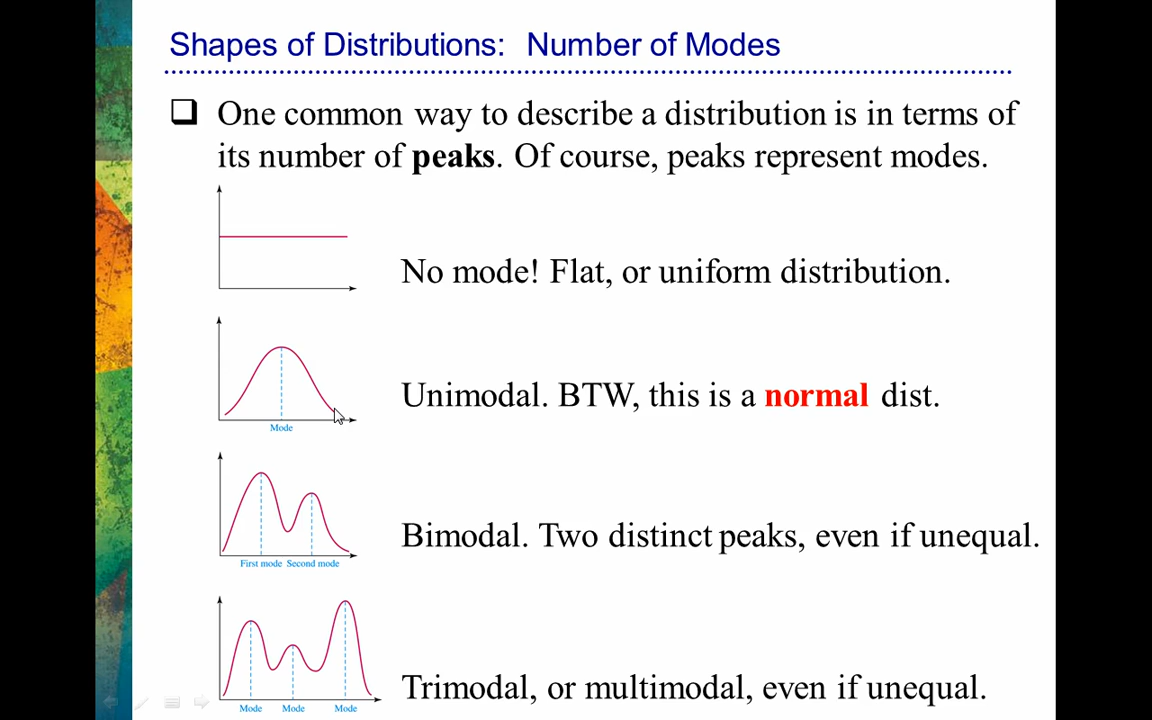 Shapes of Distributions: Number of Modes
❑ One common way to describe a distribution is in terms of
its number of peaks. Of course, peaks represent modes.
No mode! Flat, or uniform distribution.
Unimodal. BTW, this is a normal dist.
Mode
Bimodal. Two distinct peaks, even if unequal.
First mode Second mode
Trimodal, or multimodal, even if unequal.
Mode Mode Mode